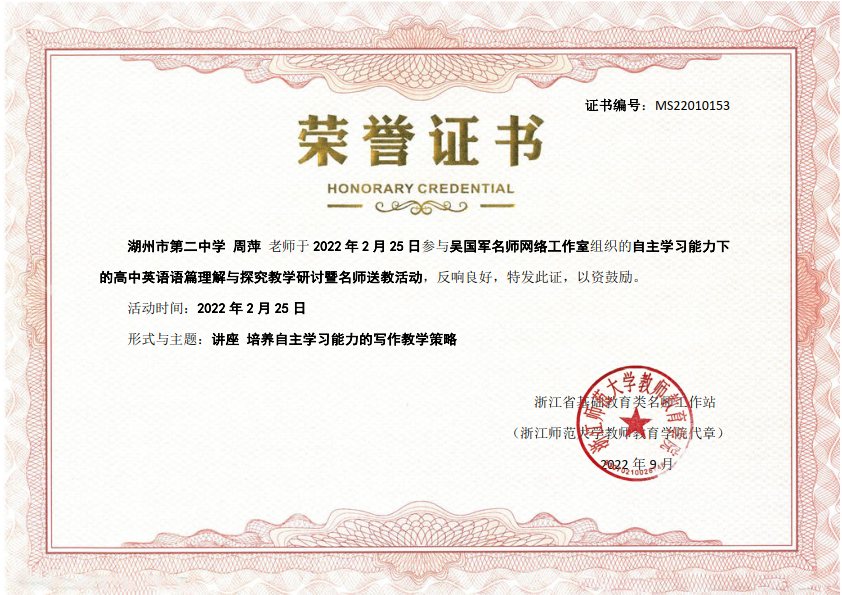 证书编号：MS22010153
荣誉证书
HONORARY CREDENTIAL
湖州市第二中学 周萍 老师于 2022 年 2 月 25 日参与吴国军名师网络工作室组织的自主学习能力下
的高中英语语篇理解与探究教学研讨暨名师送教活动，反响良好，特发此证，以资鼓励。
活动时间：2022 年 2 月 25 日
形式与主题：讲座 培养自主学习能力的写作教学策略
浙江省基础教育类名师工作站
（浙江师范大学教师教育学院代章）
2022 年 9 月
浙江师范大学教师教育学院